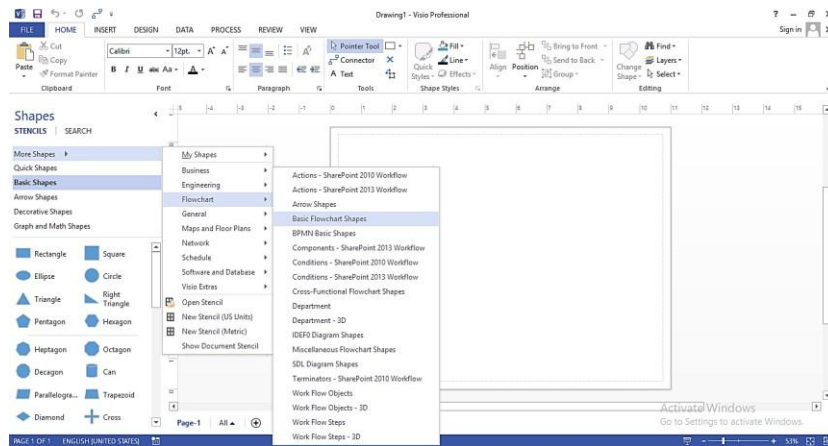 Drawing1 - Visio Professional
FILE HOME INSERT DESIGN DATA PROCESS REVIEW VIEW Sign in
Paste
Cut
Copy
Format Painter
Clipboard
Calibri 12pt.
B I U abc Aa A
Font
Paragraph
Pointer Tool
Connector
A Text
Tools
Quick Styles
Fill
Line
Effects
Shape Styles
Align Position
Bring to Front
Send to Back
Group
Arrange
Change Shape
Find
Layers
Select
Editing
Shapes
STENCILS SEARCH
More Shapes
Quick Shapes
Basic Shapes
Arrow Shapes
Decorative Shapes
Graph and Math Shapes
Rectangle Square
Ellipse Circle
Triangle Right Triangle
Pentagon Hexagon
Heptagon Octagon
Decagon Can
Parallelogra... Trapezoid
Diamond Cross
My Shapes
Business
Engineering
Flowchart
General
Maps and Floor Plans
Network
Schedule
Software and Database
Visio Extras
Open Stencil
New Stencil (US Units)
New Stencil (Metric)
Show Document Stencil
Actions - SharePoint 2010 Workflow
Actions - SharePoint 2013 Workflow
Arrow Shapes
Basic Flowchart Shapes
BPMN Basic Shapes
Components - SharePoint 2013 Workflow
Conditions - SharePoint 2010 Workflow
Conditions - SharePoint 2013 Workflow
Cross-Functional Flowchart Shapes
Department
Department - 3D
IDEF0 Diagram Shapes
Miscellaneous Flowchart Shapes
SDL Diagram Shapes
Terminators - SharePoint 2010 Workflow
Work Flow Objects
Work Flow Objects - 3D
Work Flow Steps
Work Flow Steps - 3D
Activate Windows
Go to Settings to activate Windows.
Page-1 All
PAGE 1 OF 1 ENGLISH (UNITED STATES) 53%